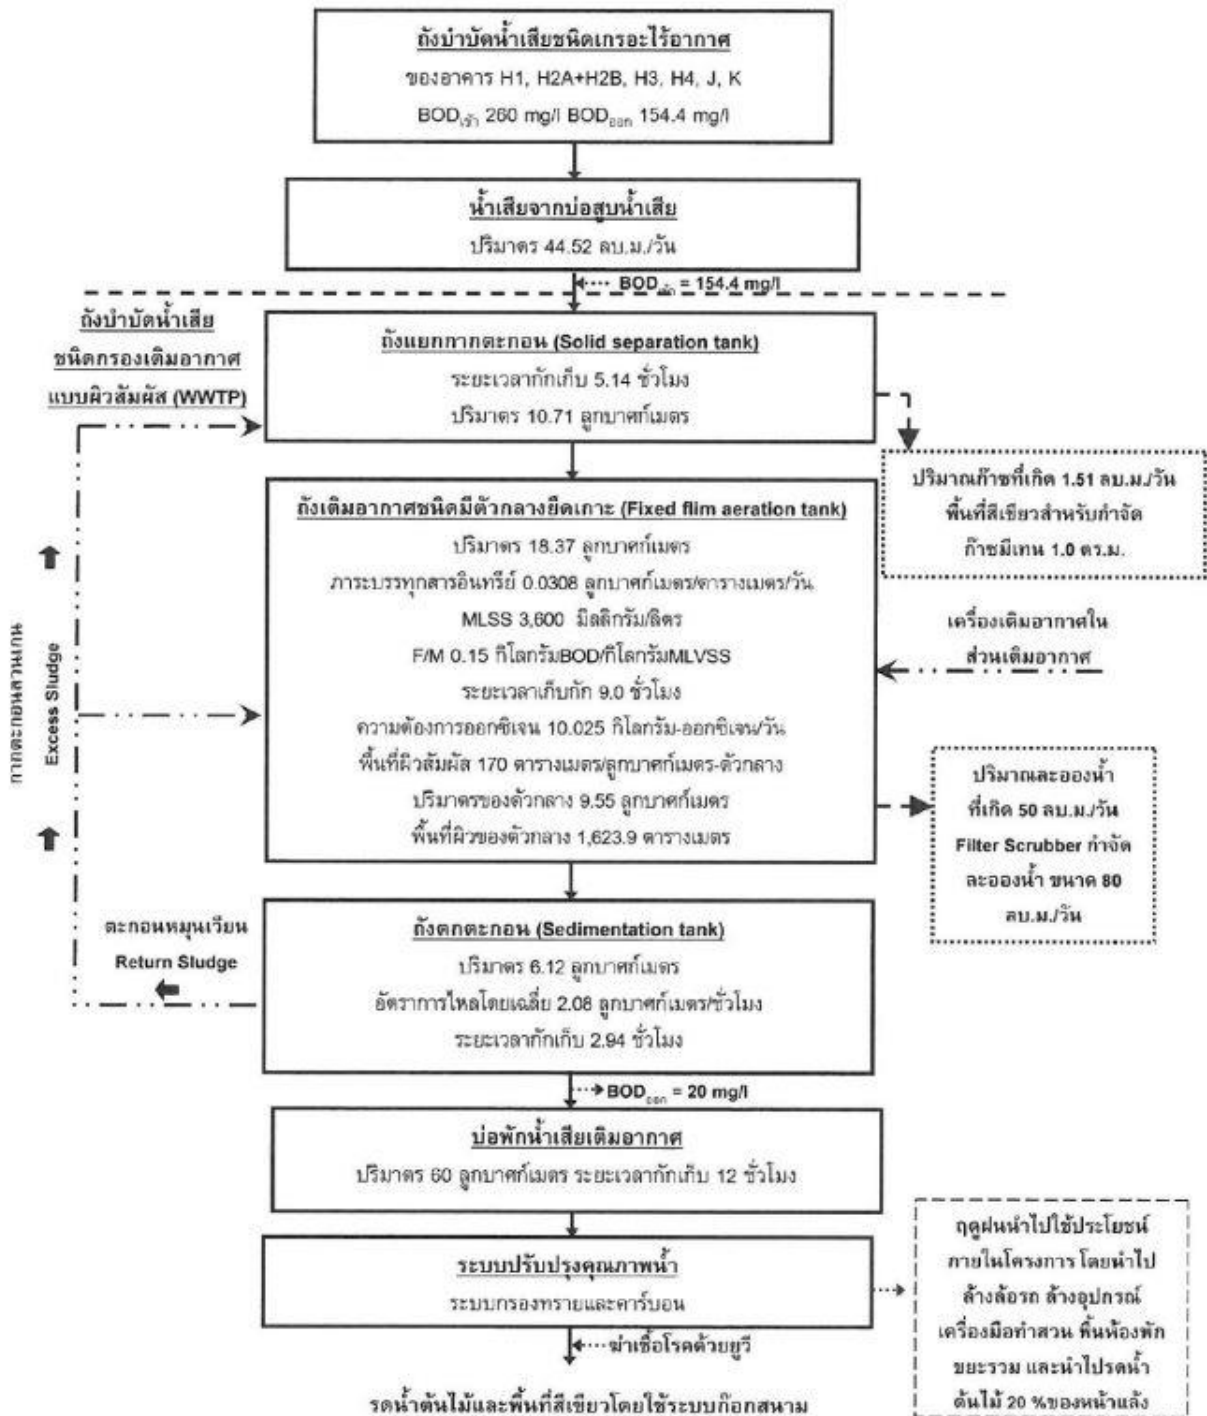 ถังบำบัดน้ำเสียชนิดเกรอะไร้อากาศ
ของอาคาร H1, H2A+H2B, H3, H4, J, K
BODเข้า 260 mg/l BODออก 154.4 mg/l
น้ำเสียจากบ่อสูบน้ำเสีย
ปริมาตร 44.52 ลบ.ม./วัน
BODเข้า = 154.4 mg/l
ถังบำบัดน้ำเสีย
ชนิดกรองเติมอากาศ
แบบผิวสัมผัส (WWTP)
ถังแยกกากตะกอน (Solid separation tank)
ระยะเวลากักเก็บ 5.14 ชั่วโมง
ปริมาตร 10.71 ลูกบาศก์เมตร
ปริมาณก๊าซที่เกิด 1.51 ลบ.ม./วัน
พื้นที่สีเขียวสำหรับกำจัด
ก๊าซมีเทน 1.0 ตร.ม.
ถังเติมอากาศชนิดมีตัวกลางยึดเกาะ (Fixed flim aeration tank)
ปริมาตร 18.37 ลูกบาศก์เมตร
ภาระบรรทุกสารอินทรีย์ 0.0308 ลูกบาศก์เมตร/ตารางเมตร/วัน
MLSS 3,600 มิลลิกรัม/ลิตร
F/M 0.15 กิโลกรัมBOD/กิโลกรัมMLVSS
ระยะเวลาเก็บกัก 9.0 ชั่วโมง
ความต้องการออกซิเจน 10.025 กิโลกรัม-ออกซิเจน/วัน
พื้นที่ผิวสัมผัส 170 ตารางเมตร/ลูกบาศก์เมตร-ตัวกลาง
ปริมาตรของตัวกลาง 9.55 ลูกบาศก์เมตร
พื้นที่ผิวของตัวกลาง 1,623.9 ตารางเมตร
เครื่องเติมอากาศใน
ส่วนเติมอากาศ
ปริมาณละอองน้ำ
ที่เกิด 50 ลบ.ม./วัน
Filter Scrubber กำจัด
ละอองน้ำ ขนาด 80
ลบ.ม./วัน
กากตะกอนส่วนเกิน
Excess Sludge
ตะกอนหมุนเวียน
Return Sludge
ถังตกตะกอน (Sedimentation tank)
ปริมาตร 6.12 ลูกบาศก์เมตร
อัตราการไหลโดยเฉลี่ย 2.08 ลูกบาศก์เมตร/ชั่วโมง
ระยะเวลากักเก็บ 2.94 ชั่วโมง
BODออก = 20 mg/l
บ่อพักน้ำเสียเติมอากาศ
ปริมาตร 60 ลูกบาศก์เมตร ระยะเวลากักเก็บ 12 ชั่วโมง
ระบบปรับปรุงคุณภาพน้ำ
ระบบกรองทรายและคาร์บอน
ฆ่าเชื้อโรคด้วยยูวี
รดน้ำต้นไม้และพื้นที่สีเขียวโดยใช้ระบบก๊อกสนาม
ฤดูฝนนำไปใช้ประโยชน์
ภายในโครงการ โดยนำไป
ล้างล้อรถ ล้างอุปกรณ์
เครื่องมือทำสวน พื้นห้องพัก
ขยะรวม และนำไปรดน้ำ
ต้นไม้ 20 %ของหน้าแล้ง